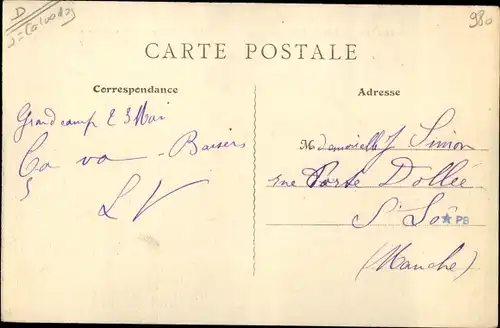 D
= Calvados
980
CARTE POSTALE
Correspondance
Adresse
Grandcamp 3 Mai
Ça va - Baisers
LV
Mademoiselle J Simon
rue Porte Dollée
St Lô
★ PB
(Manche)